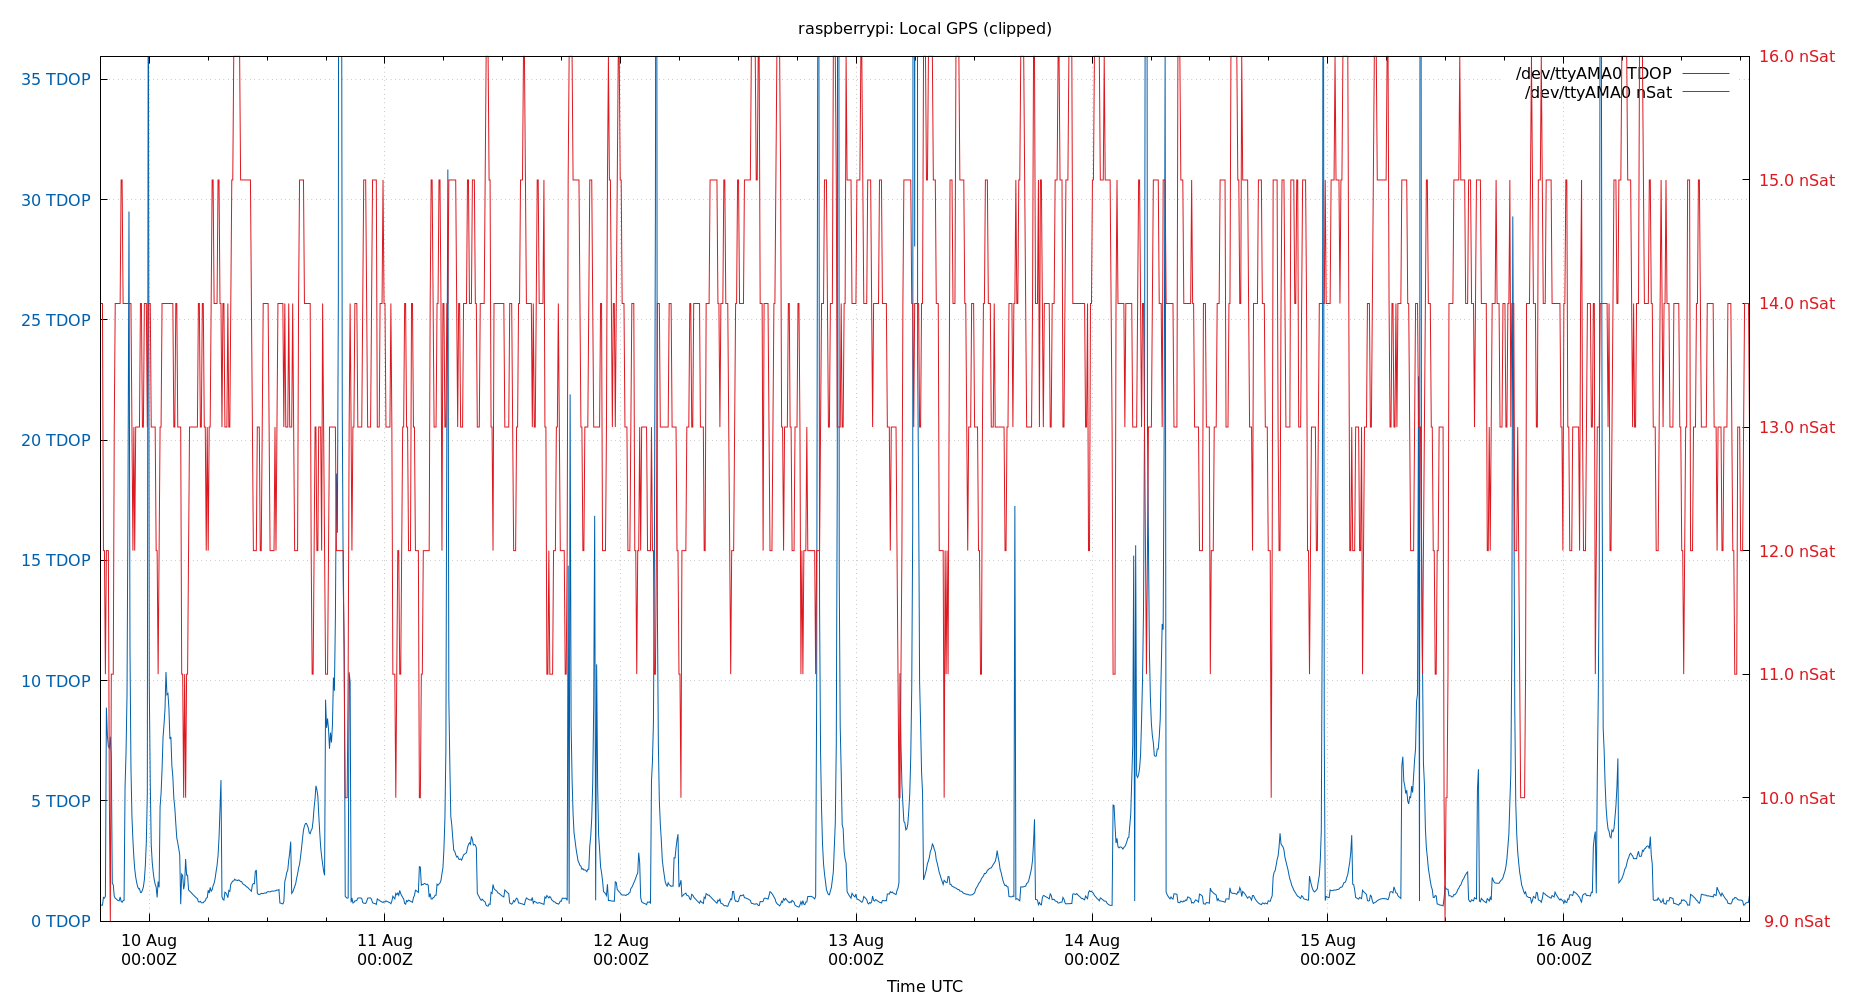 raspberrypi: Local GPS (clipped)
/dev/ttyAMA0 TDOP
/dev/ttyAMA0 nSat
35 TDOP
30 TDOP
25 TDOP
20 TDOP
15 TDOP
10 TDOP
5 TDOP
0 TDOP
16.0 nSat
15.0 nSat
14.0 nSat
13.0 nSat
12.0 nSat
11.0 nSat
10.0 nSat
9.0 nSat
10 Aug
00:00Z
11 Aug
00:00Z
12 Aug
00:00Z
13 Aug
00:00Z
14 Aug
00:00Z
15 Aug
00:00Z
16 Aug
00:00Z
Time UTC